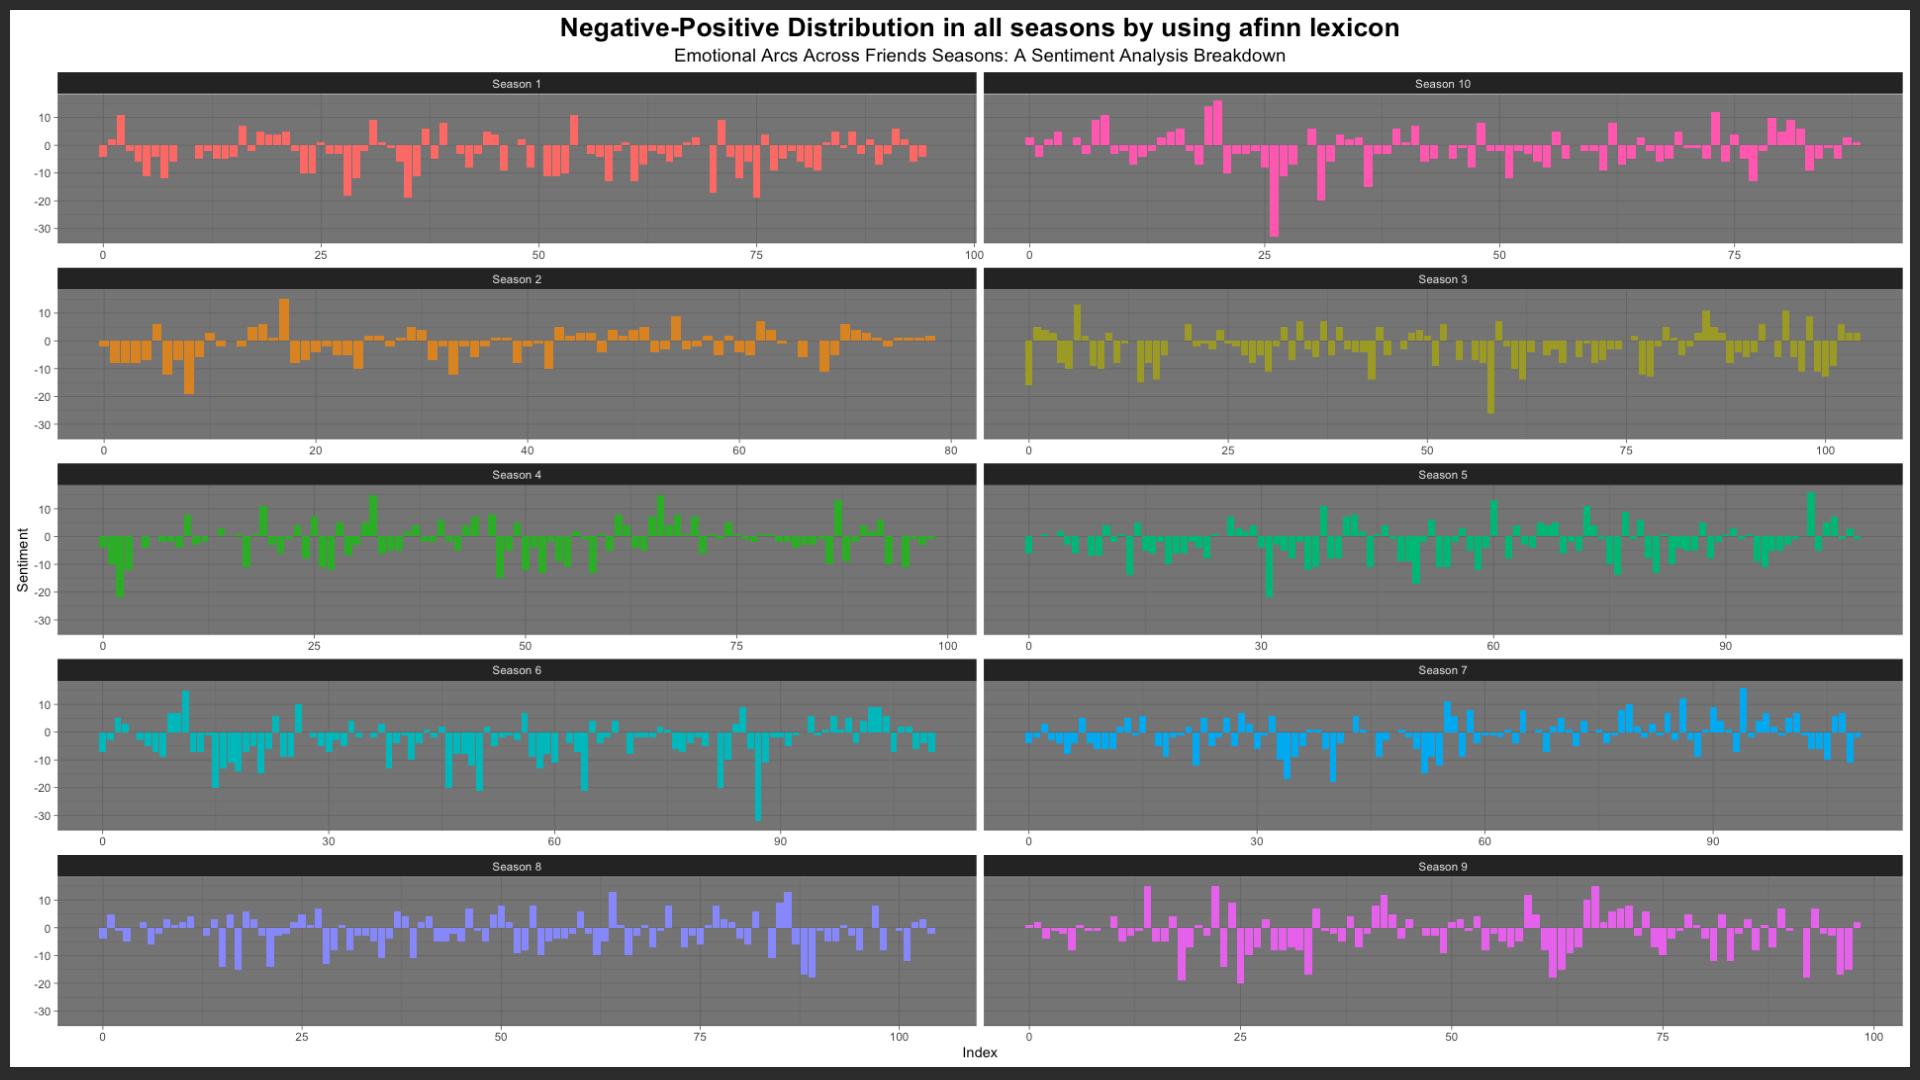 Negative-Positive Distribution in all seasons by using afinn lexicon
Emotional Arcs Across Friends Seasons: A Sentiment Analysis Breakdown
Season 1
10
0
-10
-20
-30
0 25 50 75 100
Season 10
0 25 50 75
Season 2
10
0
-10
-20
-30
0 20 40 60 80
Season 3
0 25 50 75 100
Season 4
10
0
-10
-20
-30
0 25 50 75 100
Season 5
0 30 60 90
Sentiment
Season 6
10
0
-10
-20
-30
0 30 60 90
Season 7
0 30 60 90
Season 8
10
0
-10
-20
-30
0 25 50 75 100
Season 9
0 25 50 75 100
Index